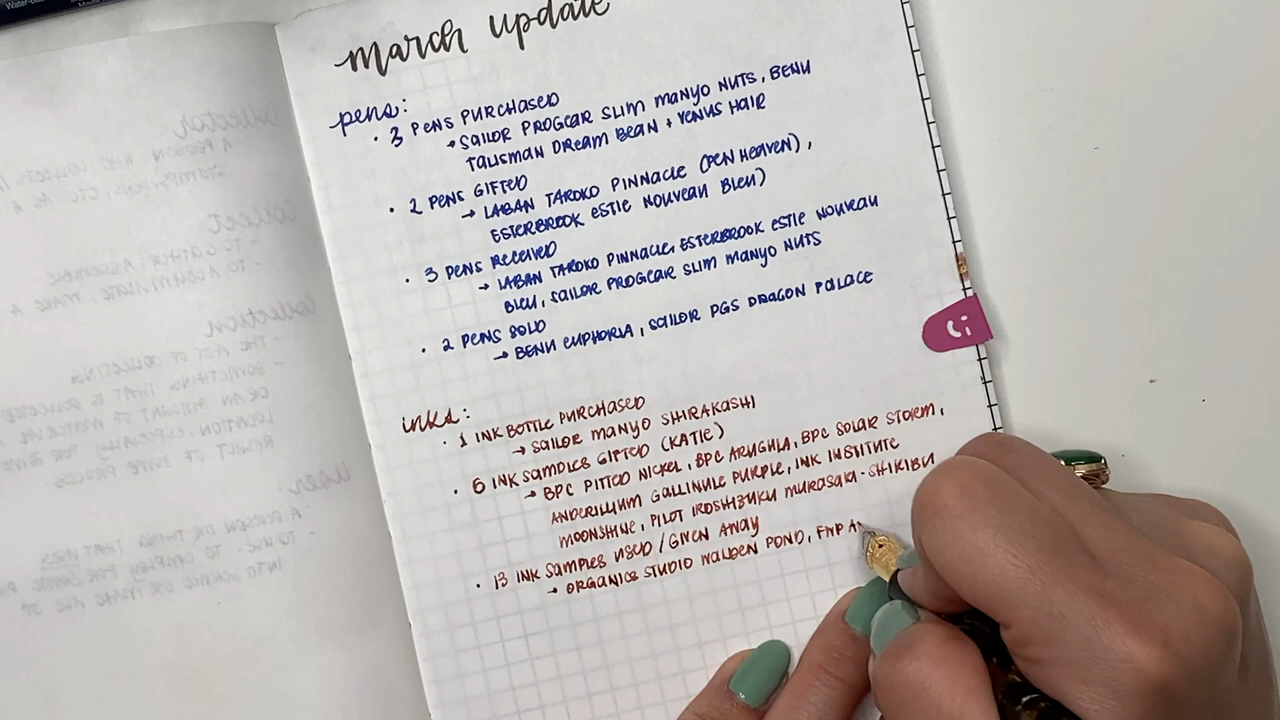 march update
pens:
· 3 PENS PURCHASED
→ SAILOR PROGEAR SLIM MANYO NUTS, BENU
TALISMAN DREAM BEAN + VENUS HAIR
· 2 PENS GIFTED
→ LABAN TAROKO PINNACLE (PEN HEAVEN),
ESTERBROOK ESTIE NOUVEAU BLEU)
· 3 PENS RECEIVED
→ LABAN TAROKO PINNACLE, ESTERBROOK ESTIE NOUVEAU
BLEU, SAILOR PROGEAR SLIM MANYO NUTS
· 2 PENS SOLD
→ BENU EUPHORIA, SAILOR PGS DRAGON PALACE
inks:
· 1 INK BOTTLE PURCHASED
→ SAILOR MANYO SHIRAKASHI
· 6 INK SAMPLES GIFTED (KATIE)
→ BPC PITTED NICKEL, BPC ARUGHLA, BPC SOLAR STORM,
ANDERILLIUM GALLINULE PURPLE, INK INSTITUTE
MOONSHINE, PILOT IROSHIZUKU MURASAKI-SHIKIBU
· 13 INK SAMPLES USED / GIVEN AWAY
→ ORGANICS STUDIO WALDEN POND, FWP A